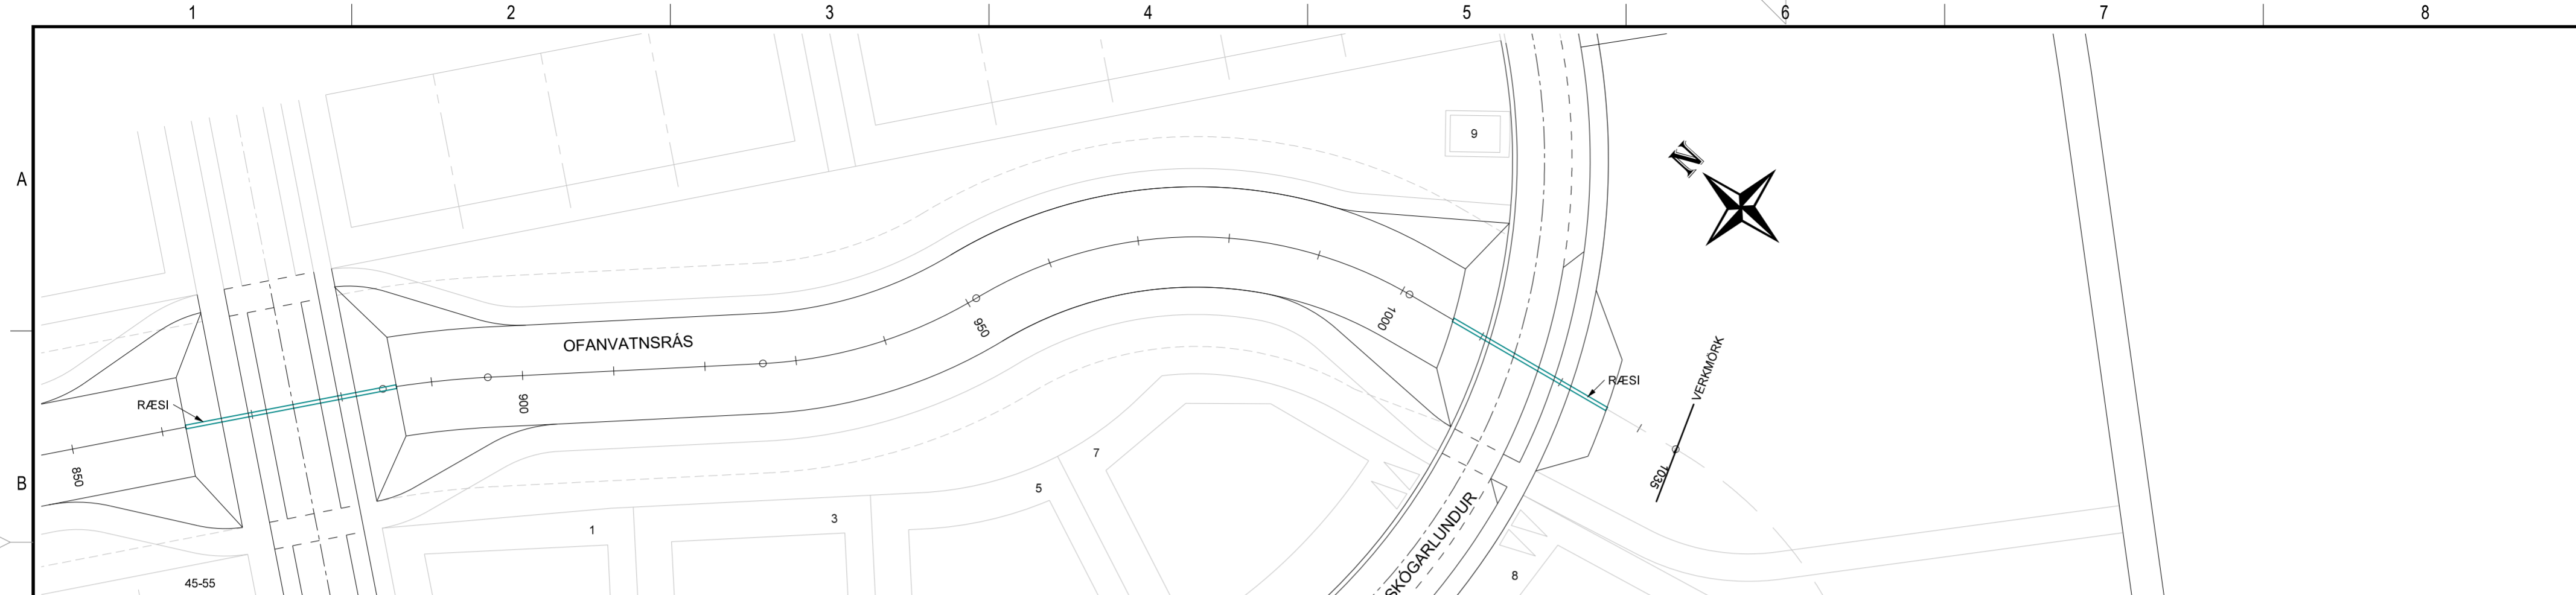 1 2 3 4 5 6 7 8
A
9
N
OFANVATNSRÁS
950
1000
VERKMÖRK
RÆSI
RÆSI
900
850
B
7
5
1035
3
1
SKÓGARLUNDUR
8
45-55